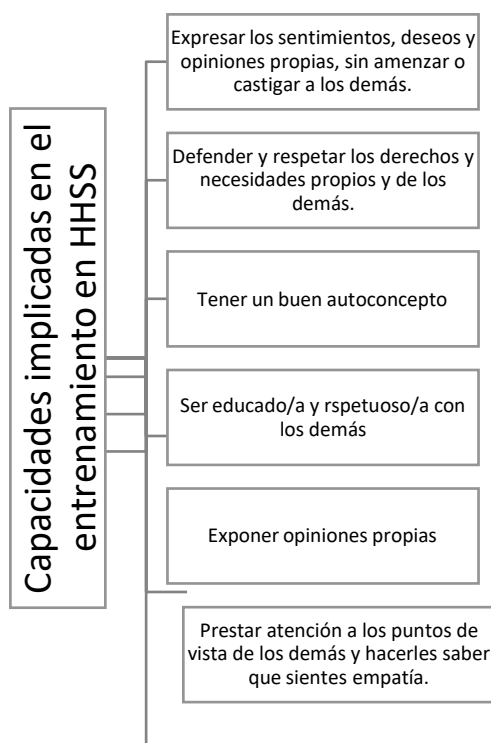 Capacidades implicadas en el
entrenamiento en HHSS
Expresar los sentimientos, deseos y
opiniones propias, sin amenzar o
castigar a los demás.
Defender y respetar los derechos y
necesidades propios y de los
demás.
Tener un buen autoconcepto
Ser educado/a y rspetuoso/a con
los demás
Exponer opiniones propias
Prestar atención a los puntos de
vista de los demás y hacerles saber
que sientes empatía.